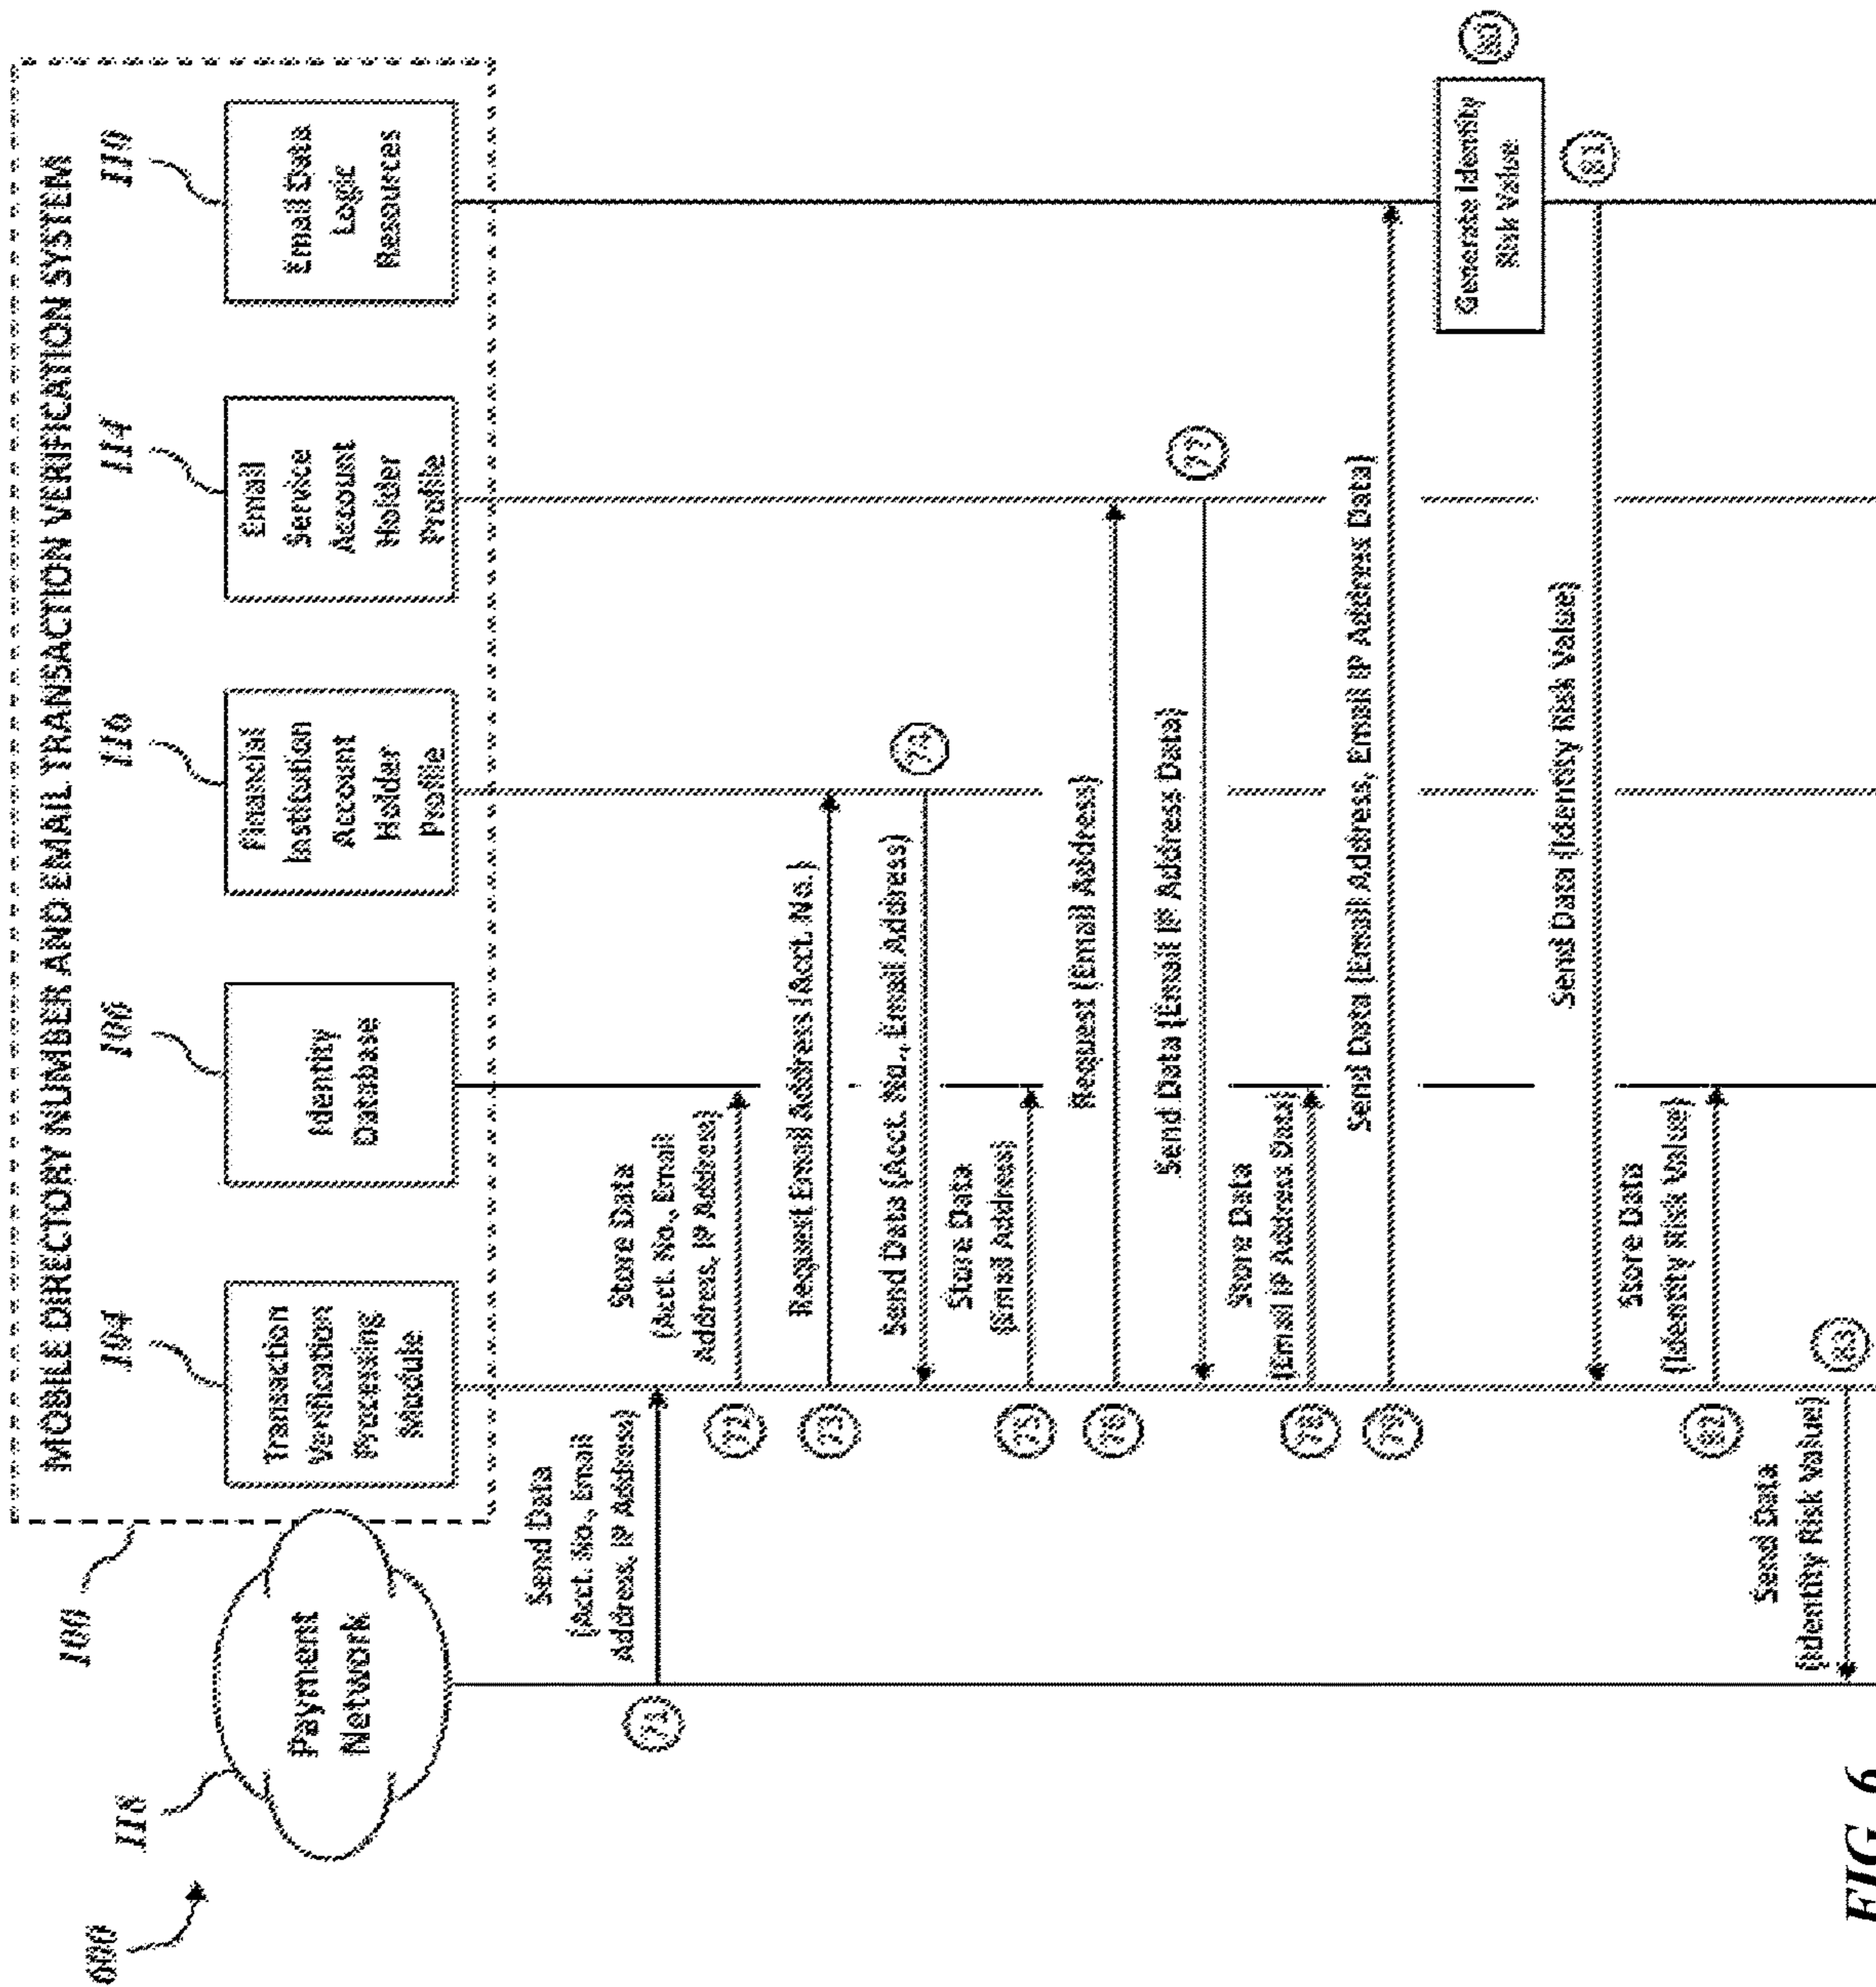 600
118
Payment
Network
100
MOBILE DIRECTORY NUMBER AND EMAIL TRANSACTION VERIFICATION SYSTEM
104
Transaction
Verification
Processing
Module
106
Identity
Database
116
Financial
Institution
Account
Holder
Profile
114
Email
Service
Account
Holder
Profile
110
Email Data
Logic
Resources
71
Send Data
(Acct. No., Email
Address, IP Address)
72
Store Data
(Acct. No., Email
Address, IP Address)
73
Request Email Address (Acct. No.)
74
Send Data (Acct. No., Email Address)
75
Store Data
(Email Address)
76
Request (Email Address)
77
Send Data (Email IP Address Data)
78
Store Data
(Email IP Address Data)
79
Send Data (Email Address, Email IP Address Data)
80
Generate Identity
Risk Value
81
Send Data (Identity Risk Value)
82
Store Data
(Identity Risk Value)
83
Send Data
(Identity Risk Value)
FIG. 6